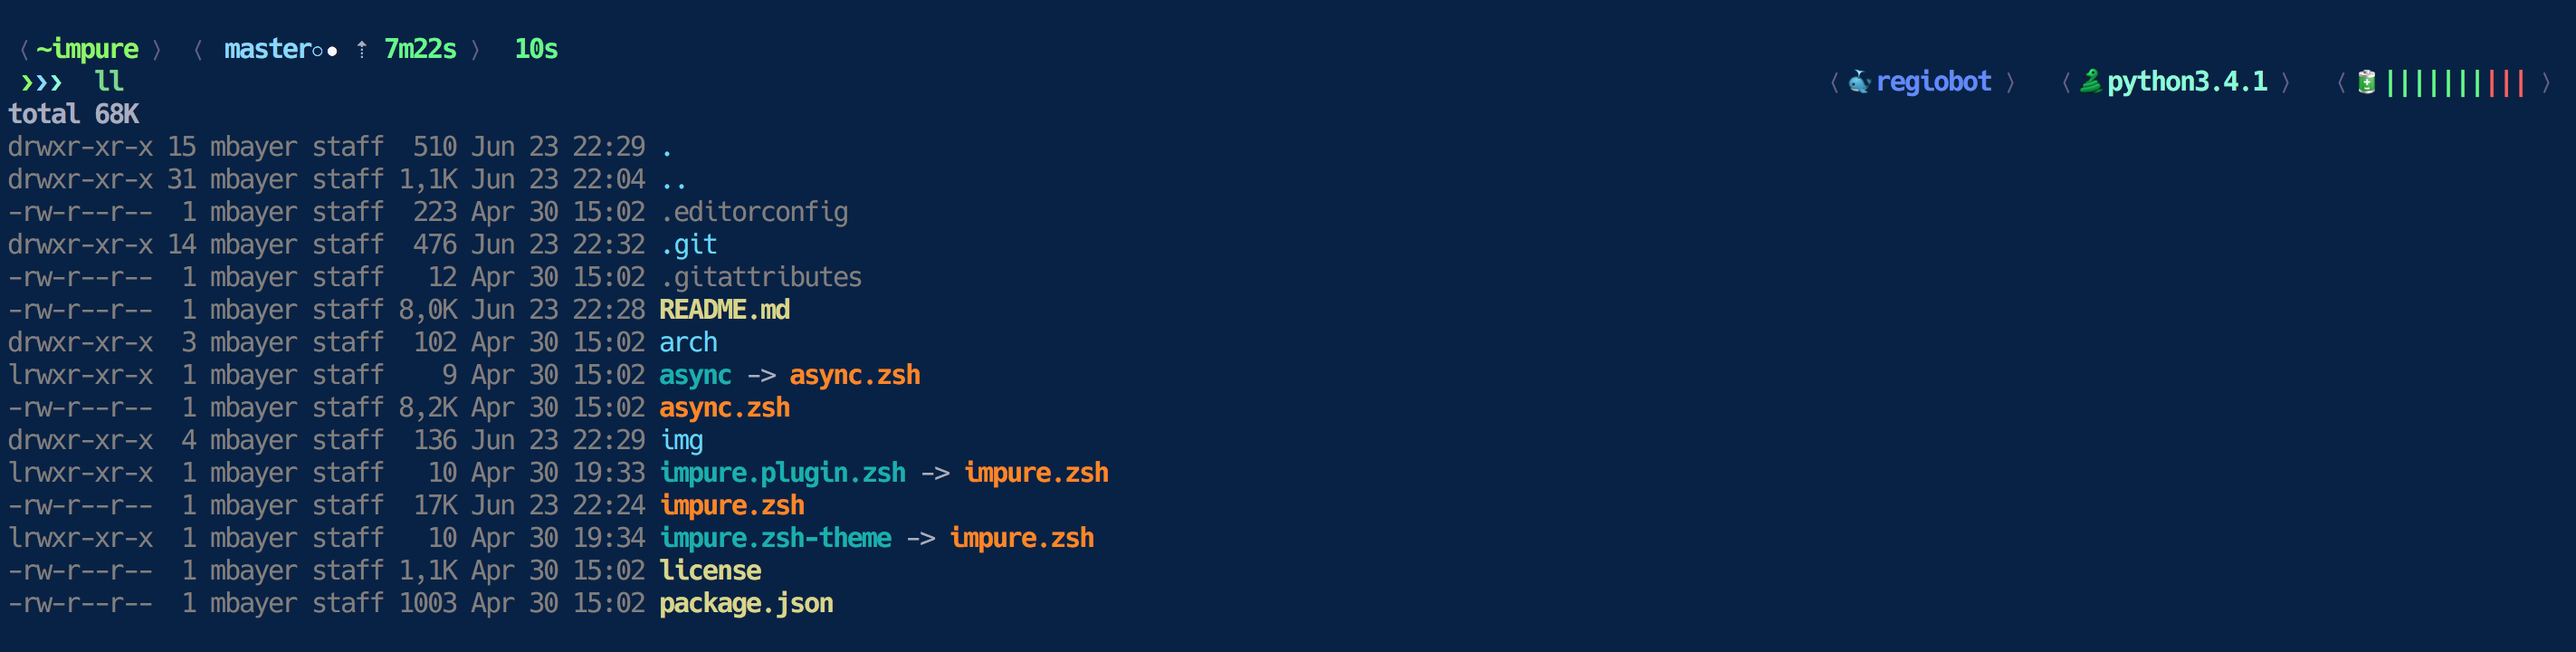 ⟨ ~impure ⟩ ⟨ master○● ⇡ 7m22s ⟩ 10s
❯❯❯ ll ⟨ 🐳regiobot ⟩ ⟨ 🐍python3.4.1 ⟩ ⟨ 🔋|||||||||| ⟩
total 68K
drwxr-xr-x 15 mbayer staff  510 Jun 23 22:29 .
drwxr-xr-x 31 mbayer staff 1,1K Jun 23 22:04 ..
-rw-r--r--  1 mbayer staff  223 Apr 30 15:02 .editorconfig
drwxr-xr-x 14 mbayer staff  476 Jun 23 22:32 .git
-rw-r--r--  1 mbayer staff   12 Apr 30 15:02 .gitattributes
-rw-r--r--  1 mbayer staff 8,0K Jun 23 22:28 README.md
drwxr-xr-x  3 mbayer staff  102 Apr 30 15:02 arch
lrwxr-xr-x  1 mbayer staff    9 Apr 30 15:02 async -> async.zsh
-rw-r--r--  1 mbayer staff 8,2K Apr 30 15:02 async.zsh
drwxr-xr-x  4 mbayer staff  136 Jun 23 22:29 img
lrwxr-xr-x  1 mbayer staff   10 Apr 30 19:33 impure.plugin.zsh -> impure.zsh
-rw-r--r--  1 mbayer staff  17K Jun 23 22:24 impure.zsh
lrwxr-xr-x  1 mbayer staff   10 Apr 30 19:34 impure.zsh-theme -> impure.zsh
-rw-r--r--  1 mbayer staff 1,1K Apr 30 15:02 license
-rw-r--r--  1 mbayer staff 1003 Apr 30 15:02 package.json